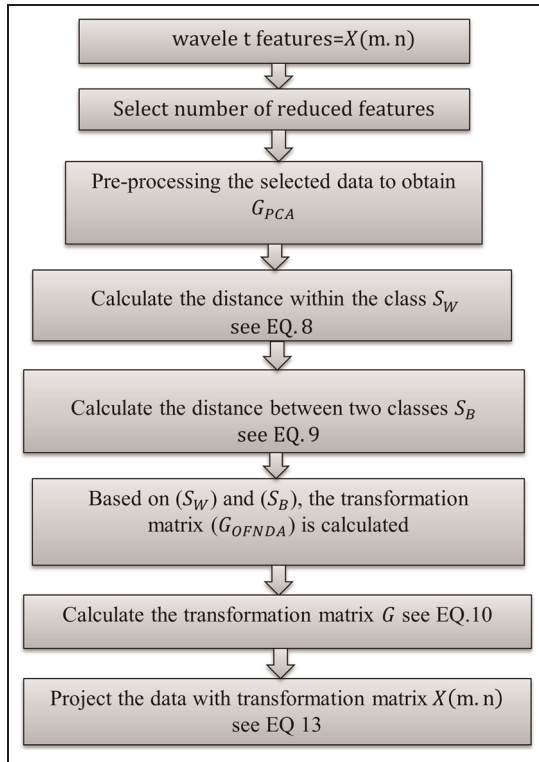 wavele t features=X(m. n)
Select number of reduced features
Pre-processing the selected data to obtain
G_PCA
Calculate the distance within the class S_W
see EQ. 8
Calculate the distance between two classes S_B
see EQ. 9
Based on (S_W) and (S_B), the transformation
matrix (G_OFNDA) is calculated
Calculate the transformation matrix G see EQ.10
Project the data with transformation matrix X(m. n)
see EQ 13